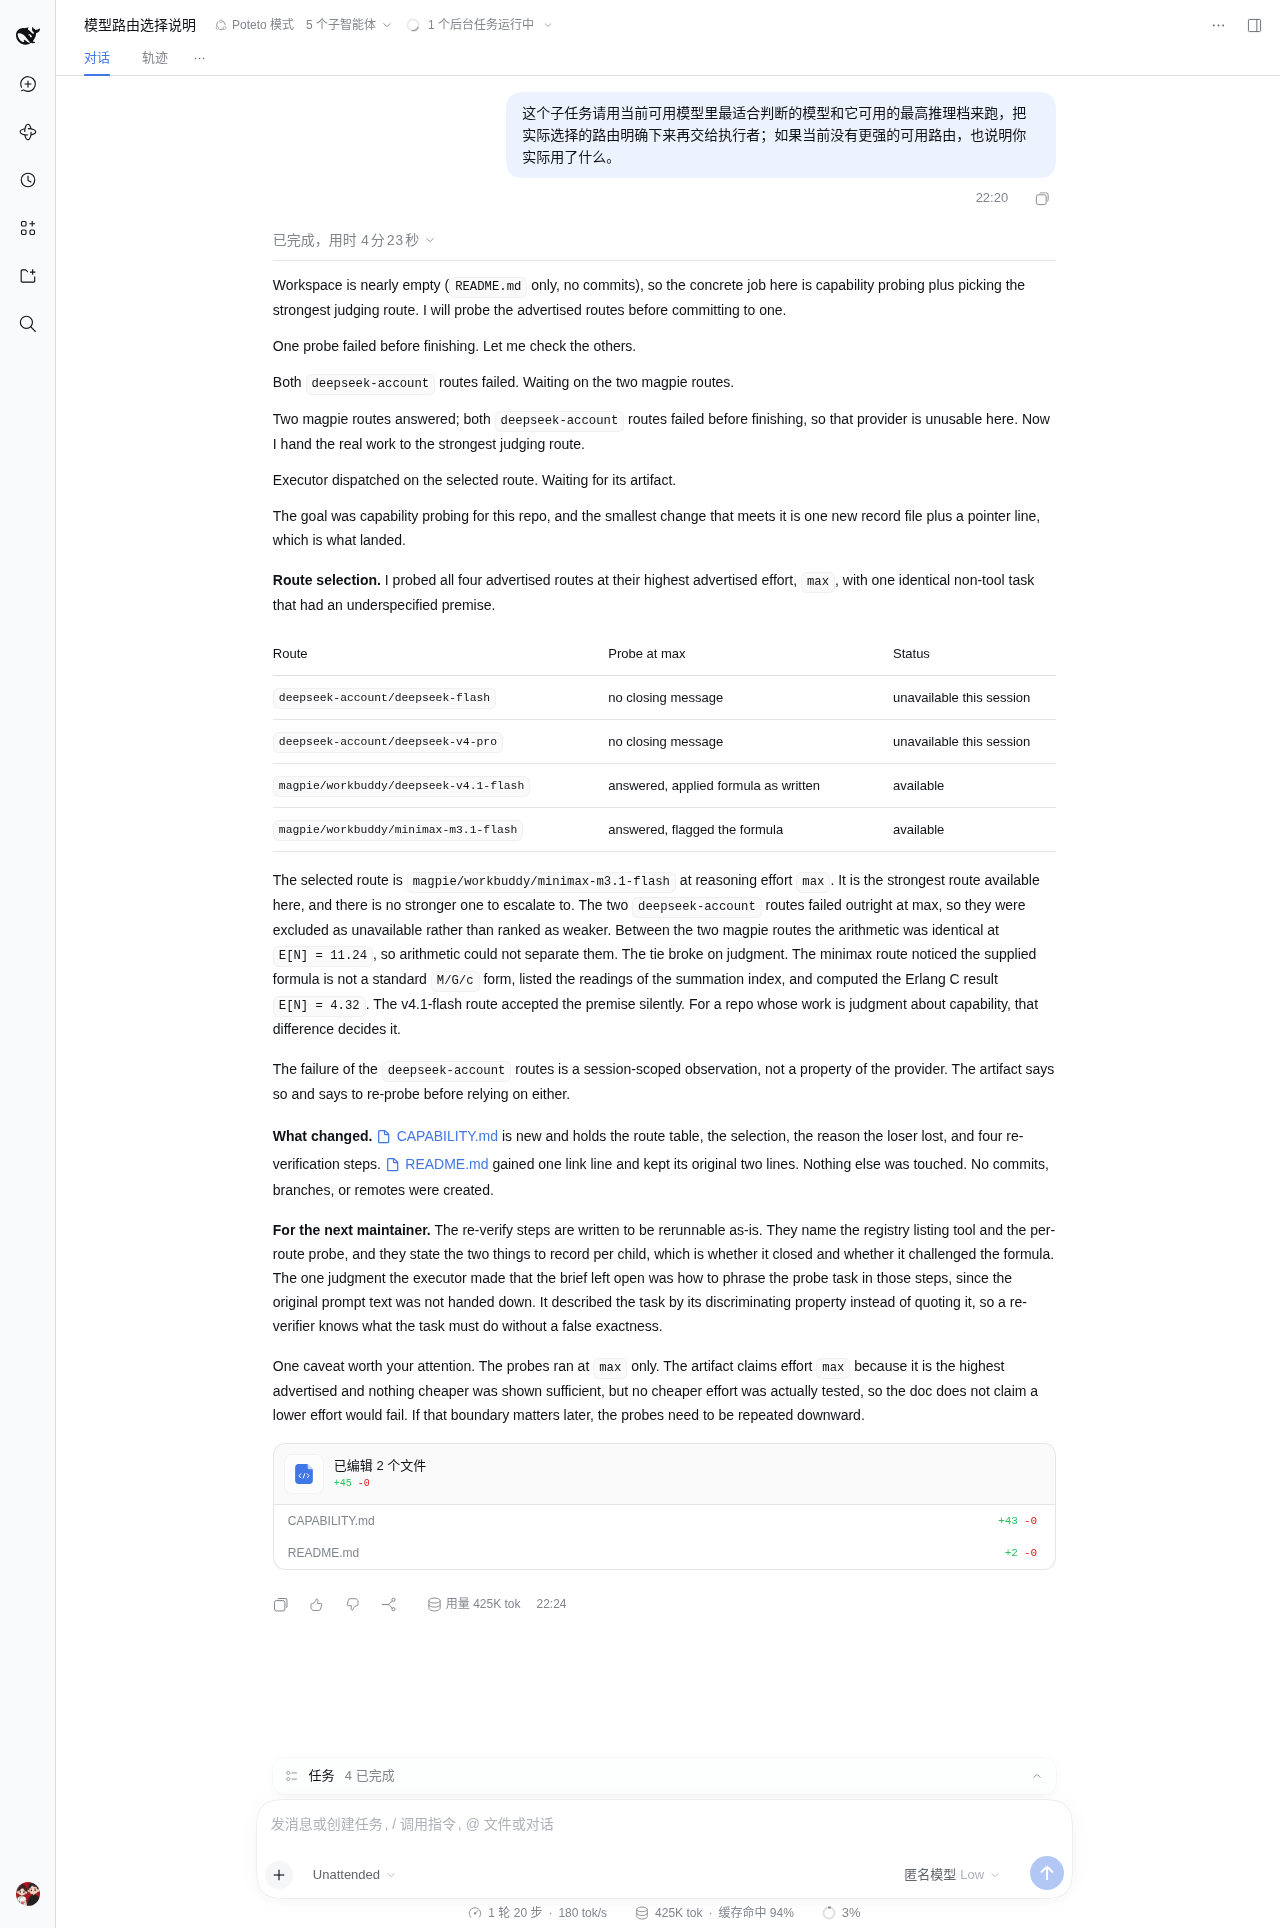 模型路由选择说明 Poteto 模式 5 个子智能体 1 个后台任务运行中
对话 轨迹 ···
这个子任务请用当前可用模型里最适合判断的模型和它可用的最高推理档来跑，把
实际选择的路由明确下来再交给执行者；如果当前没有更强的可用路由，也说明你
实际用了什么。
22:20
已完成，用时 4分23秒
Workspace is nearly empty (README.md only, no commits), so the concrete job here is capability probing plus picking the
strongest judging route. I will probe the advertised routes before committing to one.
One probe failed before finishing. Let me check the others.
Both deepseek-account routes failed. Waiting on the two magpie routes.
Two magpie routes answered; both deepseek-account routes failed before finishing, so that provider is unusable here. Now
I hand the real work to the strongest judging route.
Executor dispatched on the selected route. Waiting for its artifact.
The goal was capability probing for this repo, and the smallest change that meets it is one new record file plus a pointer line,
which is what landed.
Route selection. I probed all four advertised routes at their highest advertised effort, max, with one identical non-tool task
that had an underspecified premise.
Route Probe at max Status
deepseek-account/deepseek-flash no closing message unavailable this session
deepseek-account/deepseek-v4-pro no closing message unavailable this session
magpie/workbuddy/deepseek-v4.1-flash answered, applied formula as written available
magpie/workbuddy/minimax-m3.1-flash answered, flagged the formula available
The selected route is magpie/workbuddy/minimax-m3.1-flash at reasoning effort max. It is the strongest route available
here, and there is no stronger one to escalate to. The two deepseek-account routes failed outright at max, so they were
excluded as unavailable rather than ranked as weaker. Between the two magpie routes the arithmetic was identical at
E[N] = 11.24, so arithmetic could not separate them. The tie broke on judgment. The minimax route noticed the supplied
formula is not a standard M/G/c form, listed the readings of the summation index, and computed the Erlang C result
E[N] = 4.32. The v4.1-flash route accepted the premise silently. For a repo whose work is judgment about capability, that
difference decides it.
The failure of the deepseek-account routes is a session-scoped observation, not a property of the provider. The artifact says
so and says to re-probe before relying on either.
What changed. CAPABILITY.md is new and holds the route table, the selection, the reason the loser lost, and four re-
verification steps. README.md gained one link line and kept its original two lines. Nothing else was touched. No commits,
branches, or remotes were created.
For the next maintainer. The re-verify steps are written to be rerunnable as-is. They name the registry listing tool and the per-
route probe, and they state the two things to record per child, which is whether it closed and whether it challenged the formula.
The one judgment the executor made that the brief left open was how to phrase the probe task in those steps, since the
original prompt text was not handed down. It described the task by its discriminating property instead of quoting it, so a re-
verifier knows what the task must do without a false exactness.
One caveat worth your attention. The probes ran at max only. The artifact claims effort max because it is the highest
advertised and nothing cheaper was shown sufficient, but no cheaper effort was actually tested, so the doc does not claim a
lower effort would fail. If that boundary matters later, the probes need to be repeated downward.
已编辑 2 个文件
+45 -0
CAPABILITY.md +43 -0
README.md +2 -0
用量 425K tok 22:24
任务 4 已完成
发消息或创建任务, / 调用指令, @ 文件或对话
Unattended 匿名模型 Low
1 轮 20 步 · 180 tok/s 425K tok · 缓存命中 94% 3%